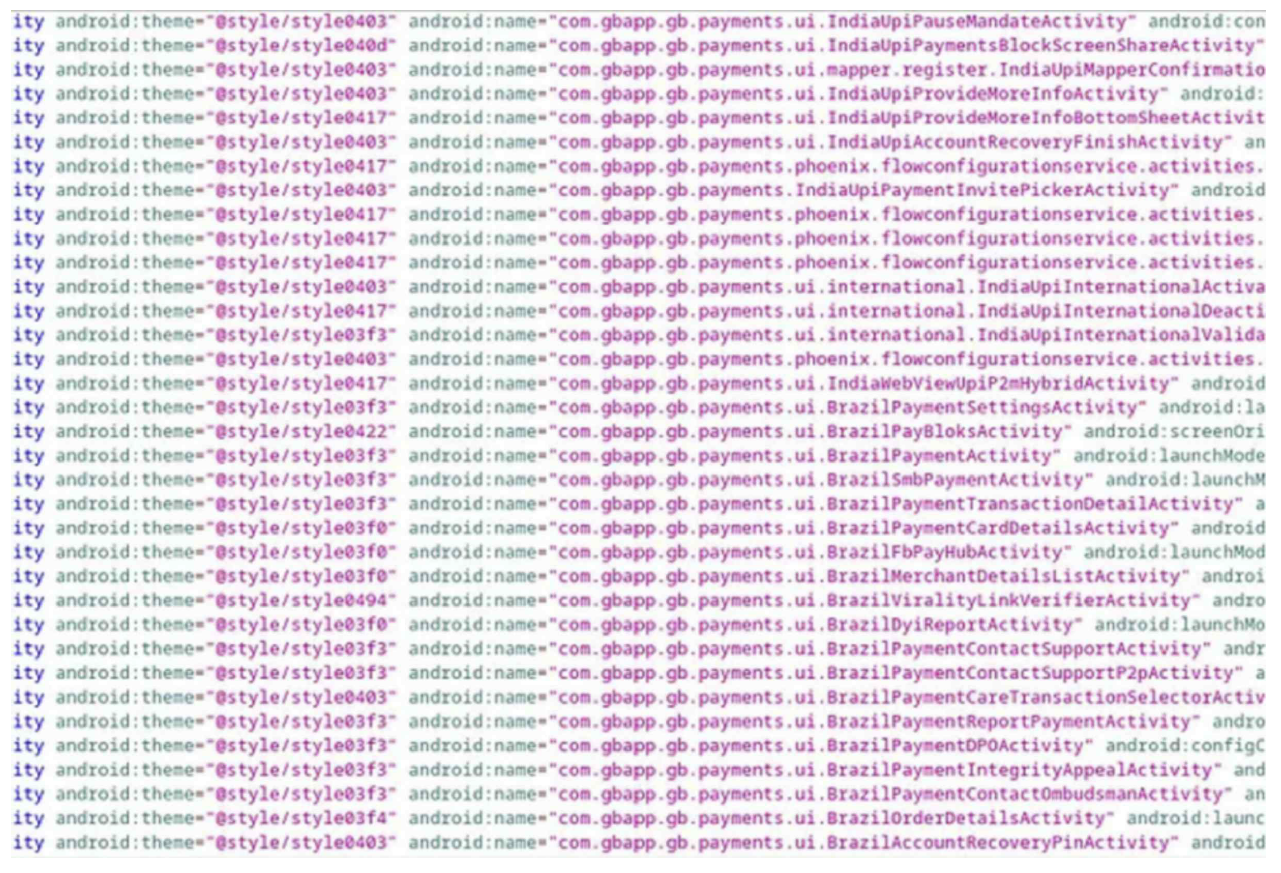 ity android:theme="@style/style0403" android:name="com.gbapp.gb.payments.ui.IndiaUpiPauseMandateActivity" android:con
ity android:theme="@style/style040d" android:name="com.gbapp.gb.payments.ui.IndiaUpiPaymentsBlockScreenShareActivity"
ity android:theme="@style/style0403" android:name="com.gbapp.gb.payments.ui.mapper.register.IndiaUpiMapperConfirmatio
ity android:theme="@style/style0403" android:name="com.gbapp.gb.payments.ui.IndiaUpiProvideMoreInfoActivity" android:
ity android:theme="@style/style0417" android:name="com.gbapp.gb.payments.ui.IndiaUpiProvideMoreInfoBottomSheetActivit
ity android:theme="@style/style0403" android:name="com.gbapp.gb.payments.ui.IndiaUpiAccountRecoveryFinishActivity" an
ity android:theme="@style/style0417" android:name="com.gbapp.gb.payments.phoenix.flowconfigurationservice.activities.
ity android:theme="@style/style0403" android:name="com.gbapp.gb.payments.IndiaUpiPaymentInvitePickerActivity" android
ity android:theme="@style/style0417" android:name="com.gbapp.gb.payments.phoenix.flowconfigurationservice.activities.
ity android:theme="@style/style0417" android:name="com.gbapp.gb.payments.phoenix.flowconfigurationservice.activities.
ity android:theme="@style/style0417" android:name="com.gbapp.gb.payments.phoenix.flowconfigurationservice.activities.
ity android:theme="@style/style0403" android:name="com.gbapp.gb.payments.ui.international.IndiaUpiInternationalActiva
ity android:theme="@style/style0417" android:name="com.gbapp.gb.payments.ui.international.IndiaUpiInternationalDeacti
ity android:theme="@style/style03f3" android:name="com.gbapp.gb.payments.ui.international.IndiaUpiInternationalValida
ity android:theme="@style/style0403" android:name="com.gbapp.gb.payments.phoenix.flowconfigurationservice.activities.
ity android:theme="@style/style0417" android:name="com.gbapp.gb.payments.ui.IndiaWebViewUpiP2mHybridActivity" android
ity android:theme="@style/style03f3" android:name="com.gbapp.gb.payments.ui.BrazilPaymentSettingsActivity" android:la
ity android:theme="@style/style0422" android:name="com.gbapp.gb.payments.ui.BrazilPayBloksActivity" android:screenOri
ity android:theme="@style/style03f3" android:name="com.gbapp.gb.payments.ui.BrazilPaymentActivity" android:launchMode
ity android:theme="@style/style03f3" android:name="com.gbapp.gb.payments.ui.BrazilSmbPaymentActivity" android:launchM
ity android:theme="@style/style03f3" android:name="com.gbapp.gb.payments.ui.BrazilPaymentTransactionDetailActivity" a
ity android:theme="@style/style03f0" android:name="com.gbapp.gb.payments.ui.BrazilPaymentCardDetailsActivity" android
ity android:theme="@style/style03f0" android:name="com.gbapp.gb.payments.ui.BrazilFbPayHubActivity" android:launchMod
ity android:theme="@style/style03f0" android:name="com.gbapp.gb.payments.ui.BrazilMerchantDetailsListActivity" androi
ity android:theme="@style/style0494" android:name="com.gbapp.gb.payments.ui.BrazilViralityLinkVerifierActivity" andro
ity android:theme="@style/style03f0" android:name="com.gbapp.gb.payments.ui.BrazilDyiReportActivity" android:launchMo
ity android:theme="@style/style03f3" android:name="com.gbapp.gb.payments.ui.BrazilPaymentContactSupportActivity" andr
ity android:theme="@style/style03f3" android:name="com.gbapp.gb.payments.ui.BrazilPaymentContactSupportP2pActivity" a
ity android:theme="@style/style0403" android:name="com.gbapp.gb.payments.ui.BrazilPaymentCareTransactionSelectorActiv
ity android:theme="@style/style03f3" android:name="com.gbapp.gb.payments.ui.BrazilPaymentReportPaymentActivity" andro
ity android:theme="@style/style03f3" android:name="com.gbapp.gb.payments.ui.BrazilPaymentDPOActivity" android:configC
ity android:theme="@style/style03f3" android:name="com.gbapp.gb.payments.ui.BrazilPaymentIntegrityAppealActivity" and
ity android:theme="@style/style03f3" android:name="com.gbapp.gb.payments.ui.BrazilPaymentContactOmbudsmanActivity" an
ity android:theme="@style/style03f4" android:name="com.gbapp.gb.payments.ui.BrazilOrderDetailsActivity" android:launc
ity android:theme="@style/style0403" android:name="com.gbapp.gb.payments.ui.BrazilAccountRecoveryPinActivity" android